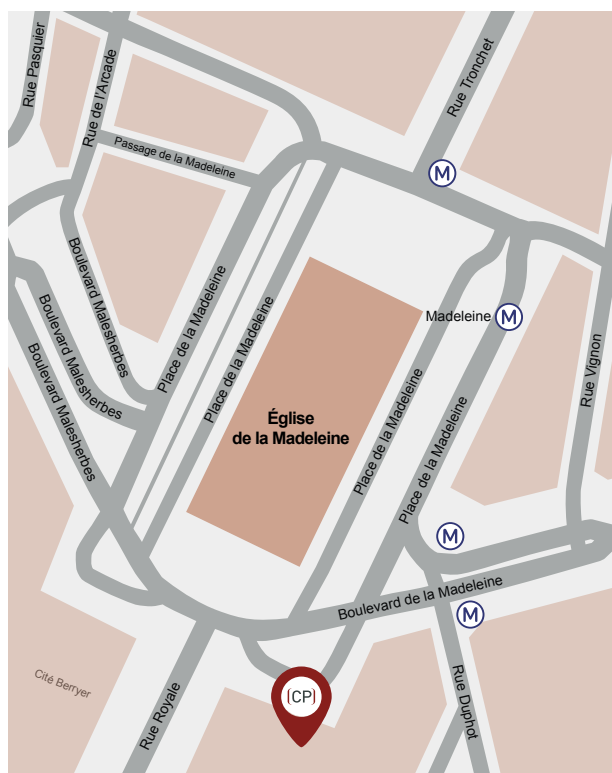 Rue Pasquier
Rue de l'Arcade
Rue Tronchet
Passage de la Madeleine
M
Boulevard Malesherbes
Boulevard Malesherbes
Boulevard Malesherbes
Place de la Madeleine
Place de la Madeleine
Madeleine M
Rue Vignon
Église
de la Madeleine
Place de la Madeleine
Place de la Madeleine
M
Boulevard de la Madeleine
M
Cité Berryer
Rue Royale
(CP)
Rue Duphot